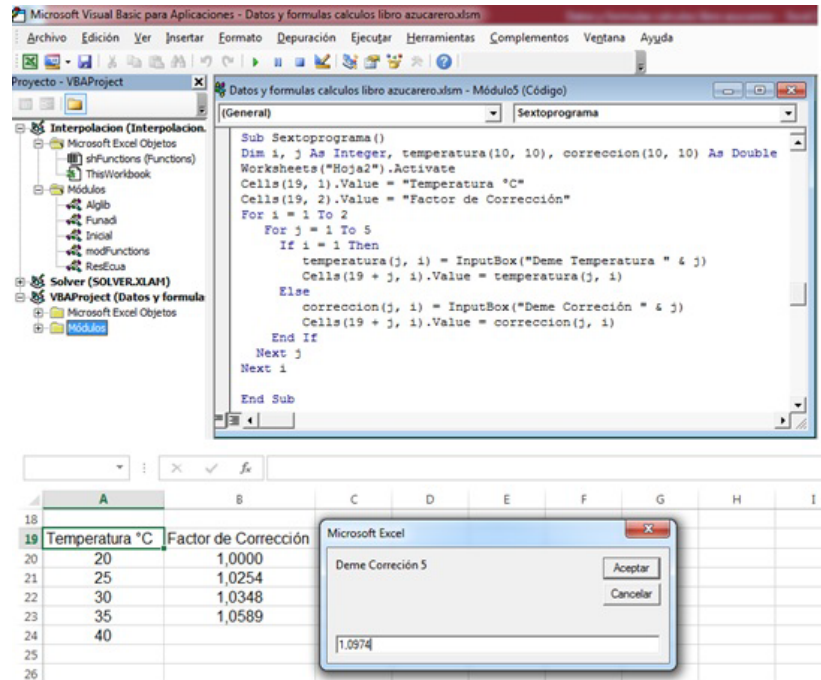 Microsoft Visual Basic para Aplicaciones - Datos y formulas calculos libro azucarero.xlsm
Archivo Edición Ver Insertar Formato Depuración Ejecutar Herramientas Complementos Ventana Ayuda
Proyecto - VBAProject
Interpolacion (Interpolacion.
Microsoft Excel Objetos
shFunctions (Functions)
ThisWorkbook
Módulos
Alglib
Funadi
Inicial
modFunctions
ResEcua
Solver (SOLVER.XLAM)
VBAProject (Datos y formula
Microsoft Excel Objetos
Módulos
Datos y formulas calculos libro azucarero.xlsm - Módulo5 (Código)
(General) Sextoprograma
Sub Sextoprograma()
Dim i, j As Integer, temperatura(10, 10), correccion(10, 10) As Double
Worksheets("Hoja2").Activate
Cells(19, 1).Value = "Temperatura °C"
Cells(19, 2).Value = "Factor de Corrección"
For i = 1 To 2
For j = 1 To 5
If i = 1 Then
temperatura(j, i) = InputBox("Deme Temperatura " & j)
Cells(19 + j, i).Value = temperatura(j, i)
Else
correccion(j, i) = InputBox("Deme Correción " & j)
Cells(19 + j, i).Value = correccion(j, i)
End If
Next j
Next i
End Sub
fx
A B C D E F G H I
18
19 Temperatura °C Factor de Corrección
20 20 1,0000
21 25 1,0254
22 30 1,0348
23 35 1,0589
24 40
25
26
Microsoft Excel
Deme Correción 5
Aceptar
Cancelar
1.0974